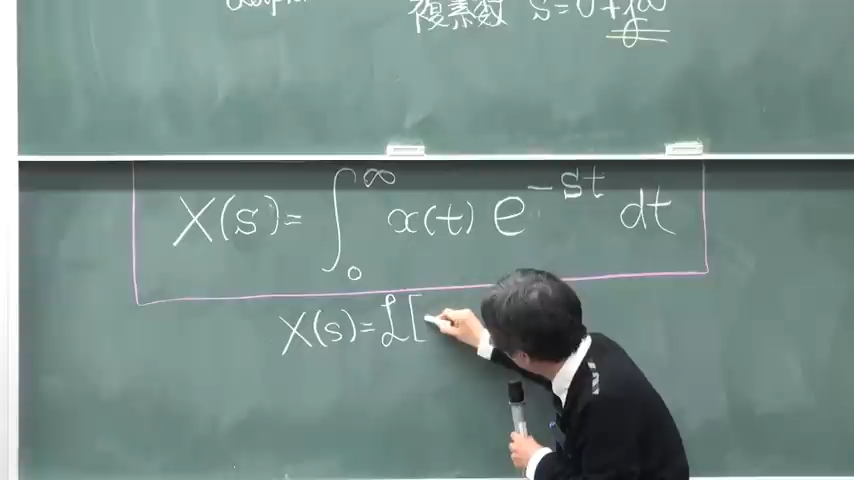 複素数 s=σ+jω
X(s)=∫₀^∞ x(t) e^{-st} dt
X(s)=ℒ[